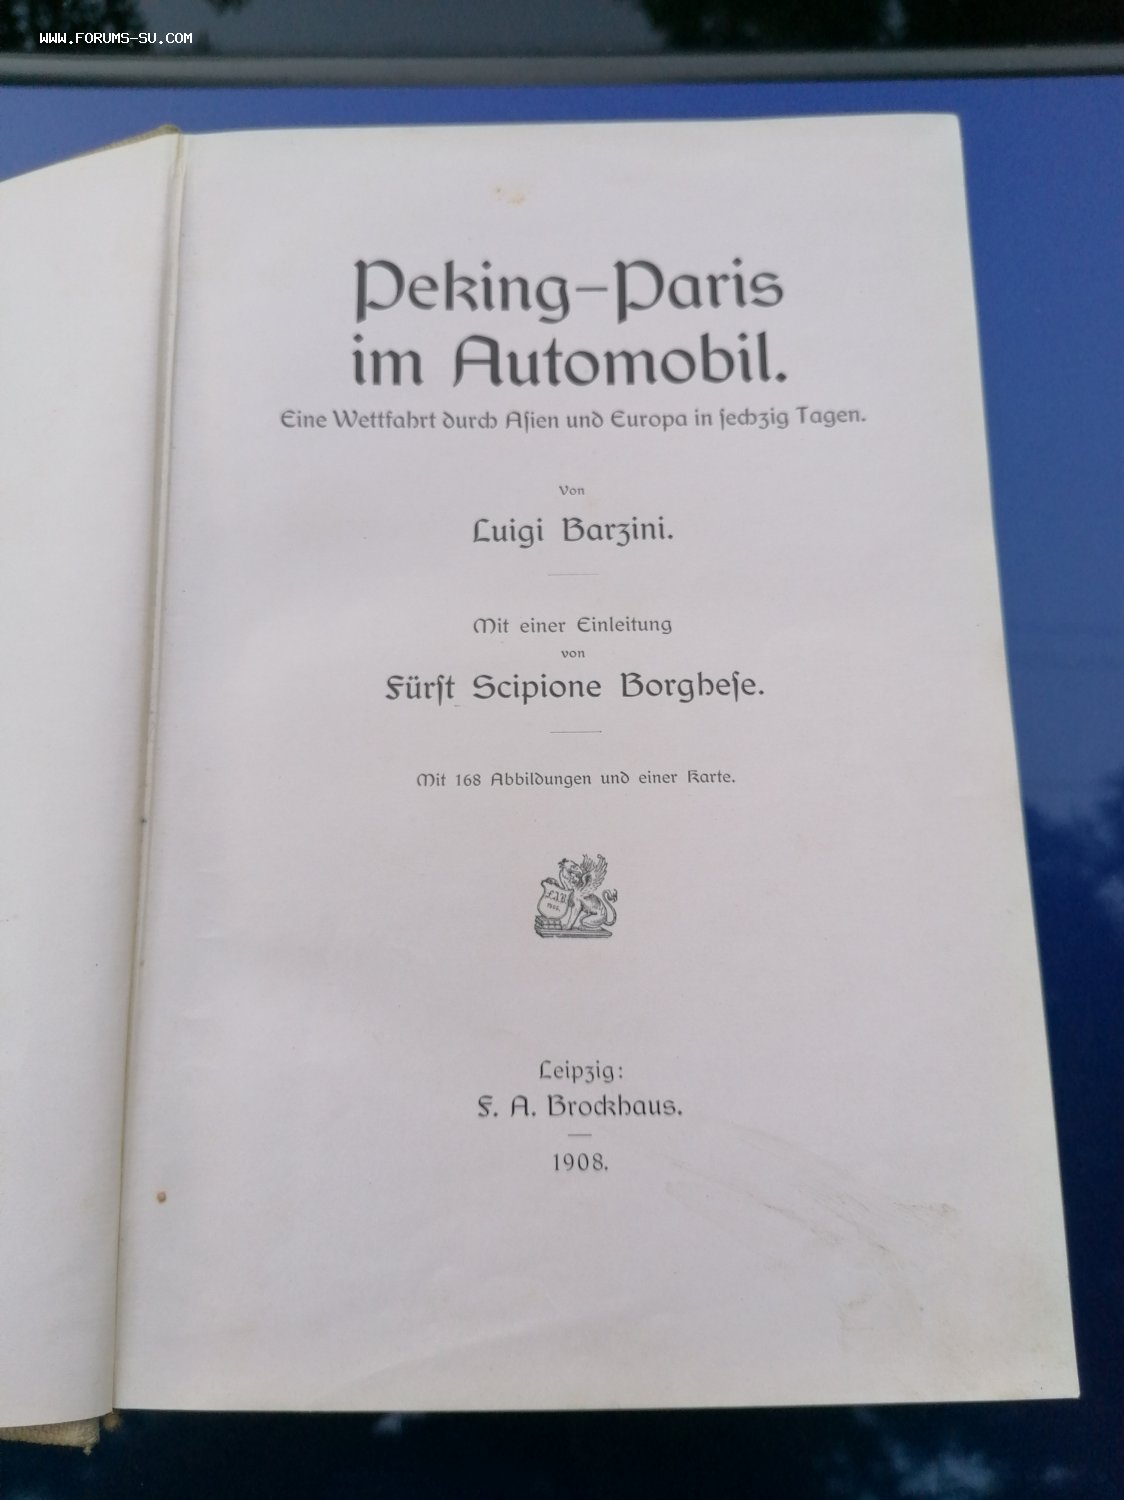 WWW.FORUMS-SU.COM
Peking–Paris
im Automobil.
Eine Wettfahrt durch Aſien und Europa in ſechzig Tagen.
Von
Luigi Barzini.
Mit einer Einleitung
von
Fürſt Scipione Borgheſe.
Mit 168 Abbildungen und einer Karte.
Leipzig:
F. A. Brockhaus.
1908.